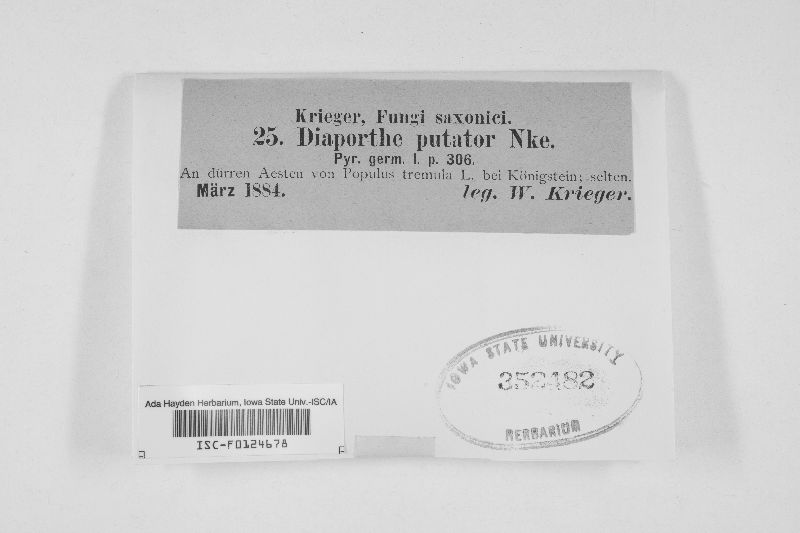 Krieger, Fungi saxonici.
25. Diaporthe putator Nke.
Pyr. germ. I. p. 306.
An dürren Aesten von Populus tremula L. bei Königstein; selten.
März 1884. leg. W. Krieger.
IOWA STATE UNIVERSITY
352482
HERBARIUM
Ada Hayden Herbarium, Iowa State Univ.-ISC/IA
ISC-F0124678